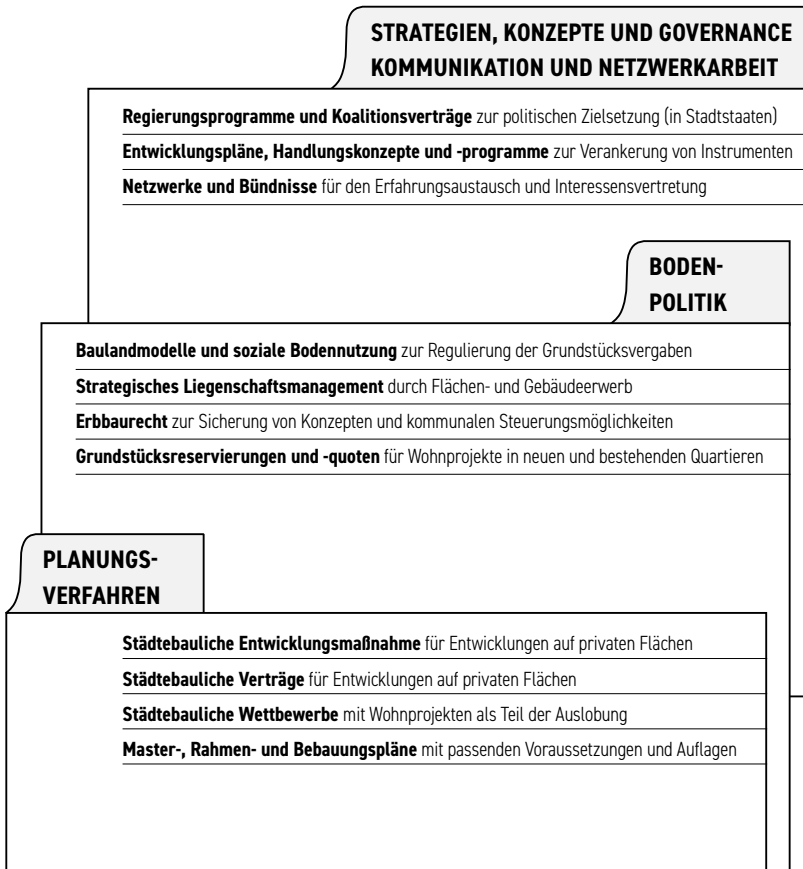 STRATEGIEN, KONZEPTE UND GOVERNANCE
KOMMUNIKATION UND NETZWERKARBEIT
Regierungsprogramme und Koalitionsverträge zur politischen Zielsetzung (in Stadtstaaten)
Entwicklungspläne, Handlungskonzepte und -programme zur Verankerung von Instrumenten
Netzwerke und Bündnisse für den Erfahrungsaustausch und Interessensvertretung
BODEN-
POLITIK
Baulandmodelle und soziale Bodennutzung zur Regulierung der Grundstücksvergaben
Strategisches Liegenschaftsmanagement durch Flächen- und Gebäudeerwerb
Erbbaurecht zur Sicherung von Konzepten und kommunalen Steuerungsmöglichkeiten
Grundstücksreservierungen und -quoten für Wohnprojekte in neuen und bestehenden Quartieren
PLANUNGS-
VERFAHREN
Städtebauliche Entwicklungsmaßnahme für Entwicklungen auf privaten Flächen
Städtebauliche Verträge für Entwicklungen auf privaten Flächen
Städtebauliche Wettbewerbe mit Wohnprojekten als Teil der Auslobung
Master-, Rahmen- und Bebauungspläne mit passenden Voraussetzungen und Auflagen